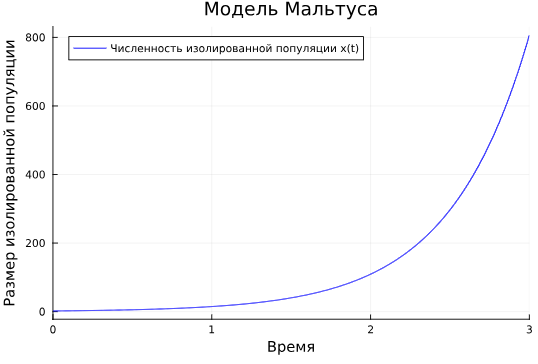 Модель Мальтуса
Численность изолированной популяции x(t)
Размер изолированной популяции
800
600
400
200
0
0
1
2
3
Время